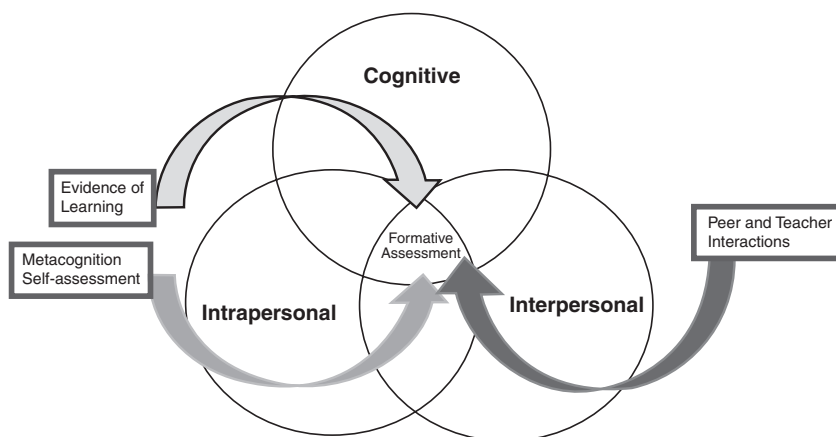 Cognitive
Evidence of
Learning
Peer and Teacher
Interactions
Formative
Assessment
Metacognition
Self-assessment
Intrapersonal
Interpersonal